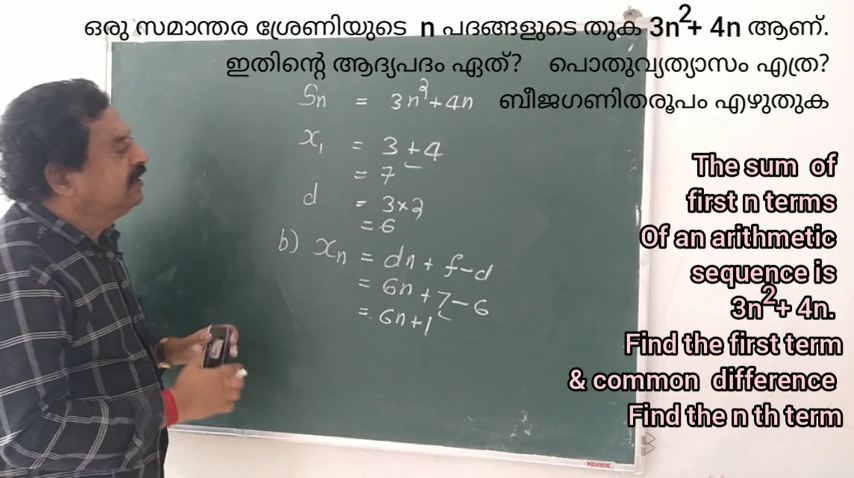 ഒരു സമാന്തര ശ്രേണിയുടെ n പദങ്ങളുടെ തുക 3n²+ 4n ആണ്.
ഇതിന്റെ ആദ്യപദം ഏത്? പൊതുവ്യത്യാസം എത്ര?
ബീജഗണിതരൂപം എഴുതുക
Sn = 3n²+4n
x₁ = 3+4
= 7
d = 3×2
= 6
b) xn = dn + f-d
= 6n + 7-6
= 6n+1
The sum of
first n terms
Of an arithmetic
sequence is
3n²+ 4n.
Find the first term
& common difference
Find the n th term
KORES